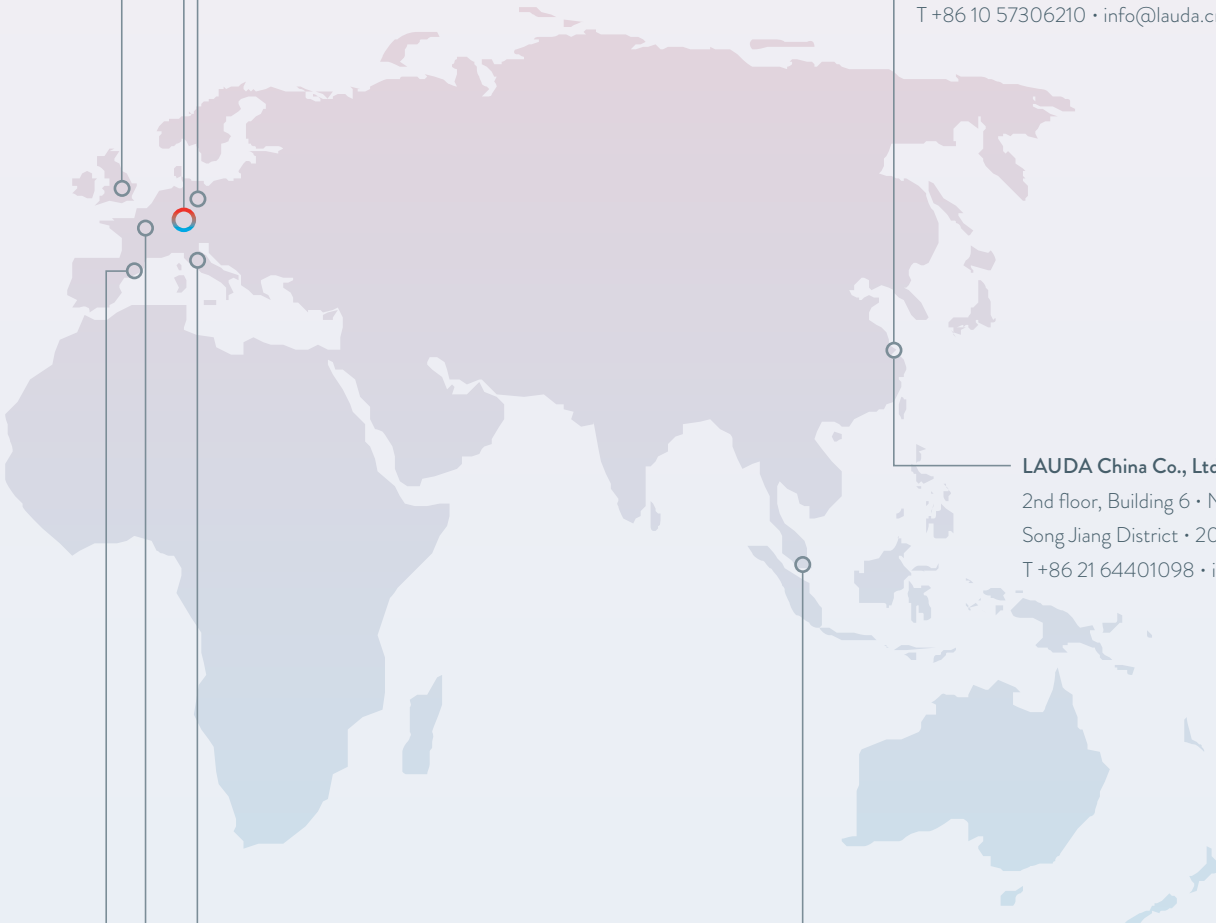 T +86 10 57306210 • info@lauda.c
LAUDA China Co., Ltd
2nd floor, Building 6 •
Song Jiang District • 20
T +86 21 64401098 •